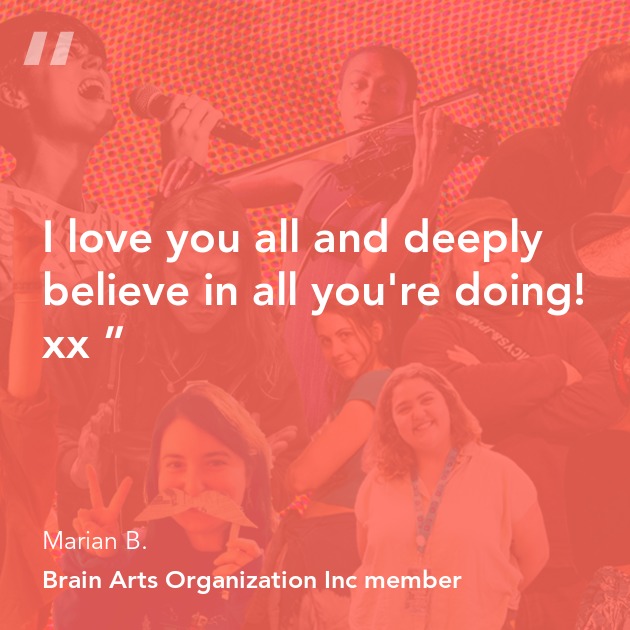 "
I love you all and deeply
believe in all you're doing!
xx ”
Marian B.
Brain Arts Organization Inc member